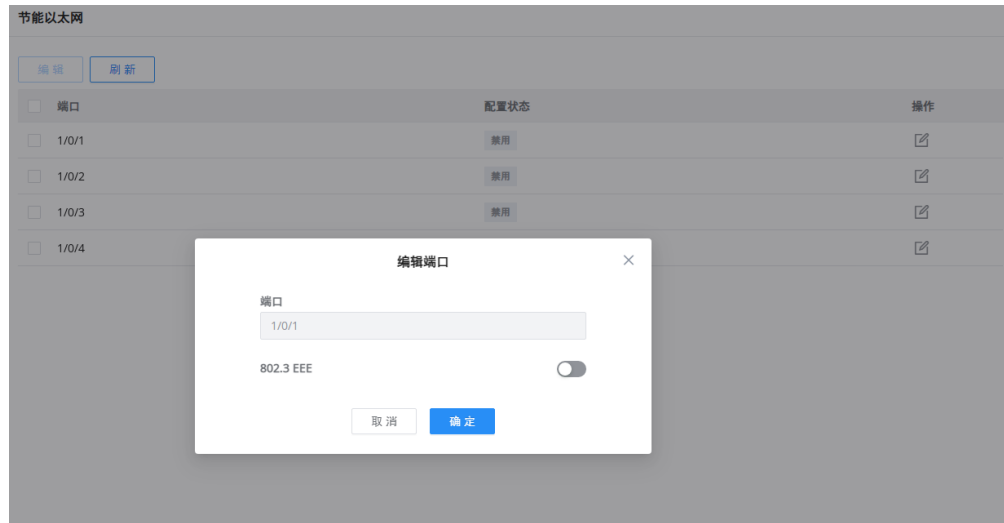 节能以太网
编辑 刷新
端口 配置状态 操作
1/0/1 禁用
1/0/2 禁用
1/0/3 禁用
1/0/4
编辑端口
端口
1/0/1
802.3 EEE
取消 确定